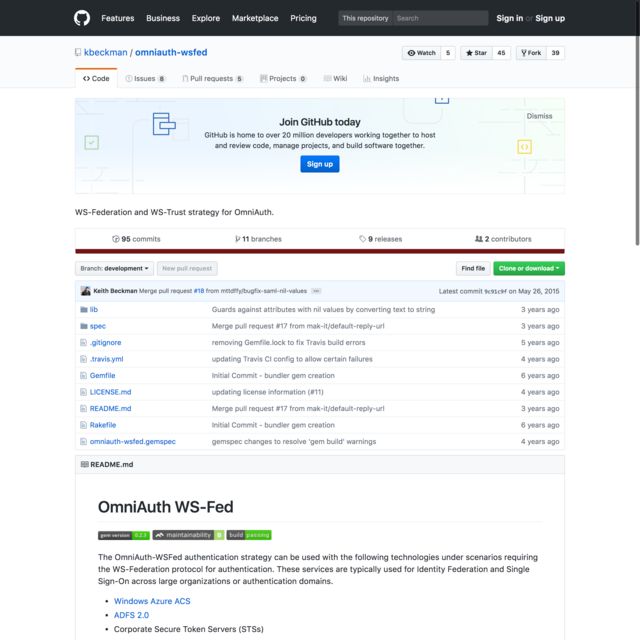 Features Business Explore Marketplace Pricing This repository Search Sign in or Sign up
kbeckman / omniauth-wsfed Watch 5 Star 45 Fork 39
Code Issues 8 Pull requests 5 Projects 0 Wiki Insights
Dismiss
Join GitHub today
GitHub is home to over 20 million developers working together to host
and review code, manage projects, and build software together.
Sign up
WS-Federation and WS-Trust strategy for OmniAuth.
95 commits 11 branches 9 releases 2 contributors
Branch: development New pull request Find file Clone or download
Keith Beckman Merge pull request #18 from mttdffy/bugfix-saml-nil-values Latest commit on May 26, 2015
lib Guards against attributes with nil values by converting text to string 3 years ago
spec Merge pull request #17 from mak-it/default-reply-url 3 years ago
.gitignore removing Gemfile.lock to fix Travis build errors 5 years ago
.travis.yml updating Travis CI config to allow certain failures 4 years ago
Gemfile Initial Commit - bundler gem creation 6 years ago
LICENSE.md updating license information (#11) 4 years ago
README.md Merge pull request #17 from mak-it/default-reply-url 3 years ago
Rakefile Initial Commit - bundler gem creation 6 years ago
omniauth-wsfed.gemspec gemspec changes to resolve 'gem build' warnings 4 years ago
README.md
OmniAuth WS-Fed
gem version maintainability build passing
The OmniAuth-WSFed authentication strategy can be used with the following technologies under scenarios requiring
the WS-Federation protocol for authentication. These services are typically used for Identity Federation and Single
Sign-On across large organizations or authentication domains.
• Windows Azure ACS
• ADFS 2.0
• Corporate Secure Token Servers (STSs)